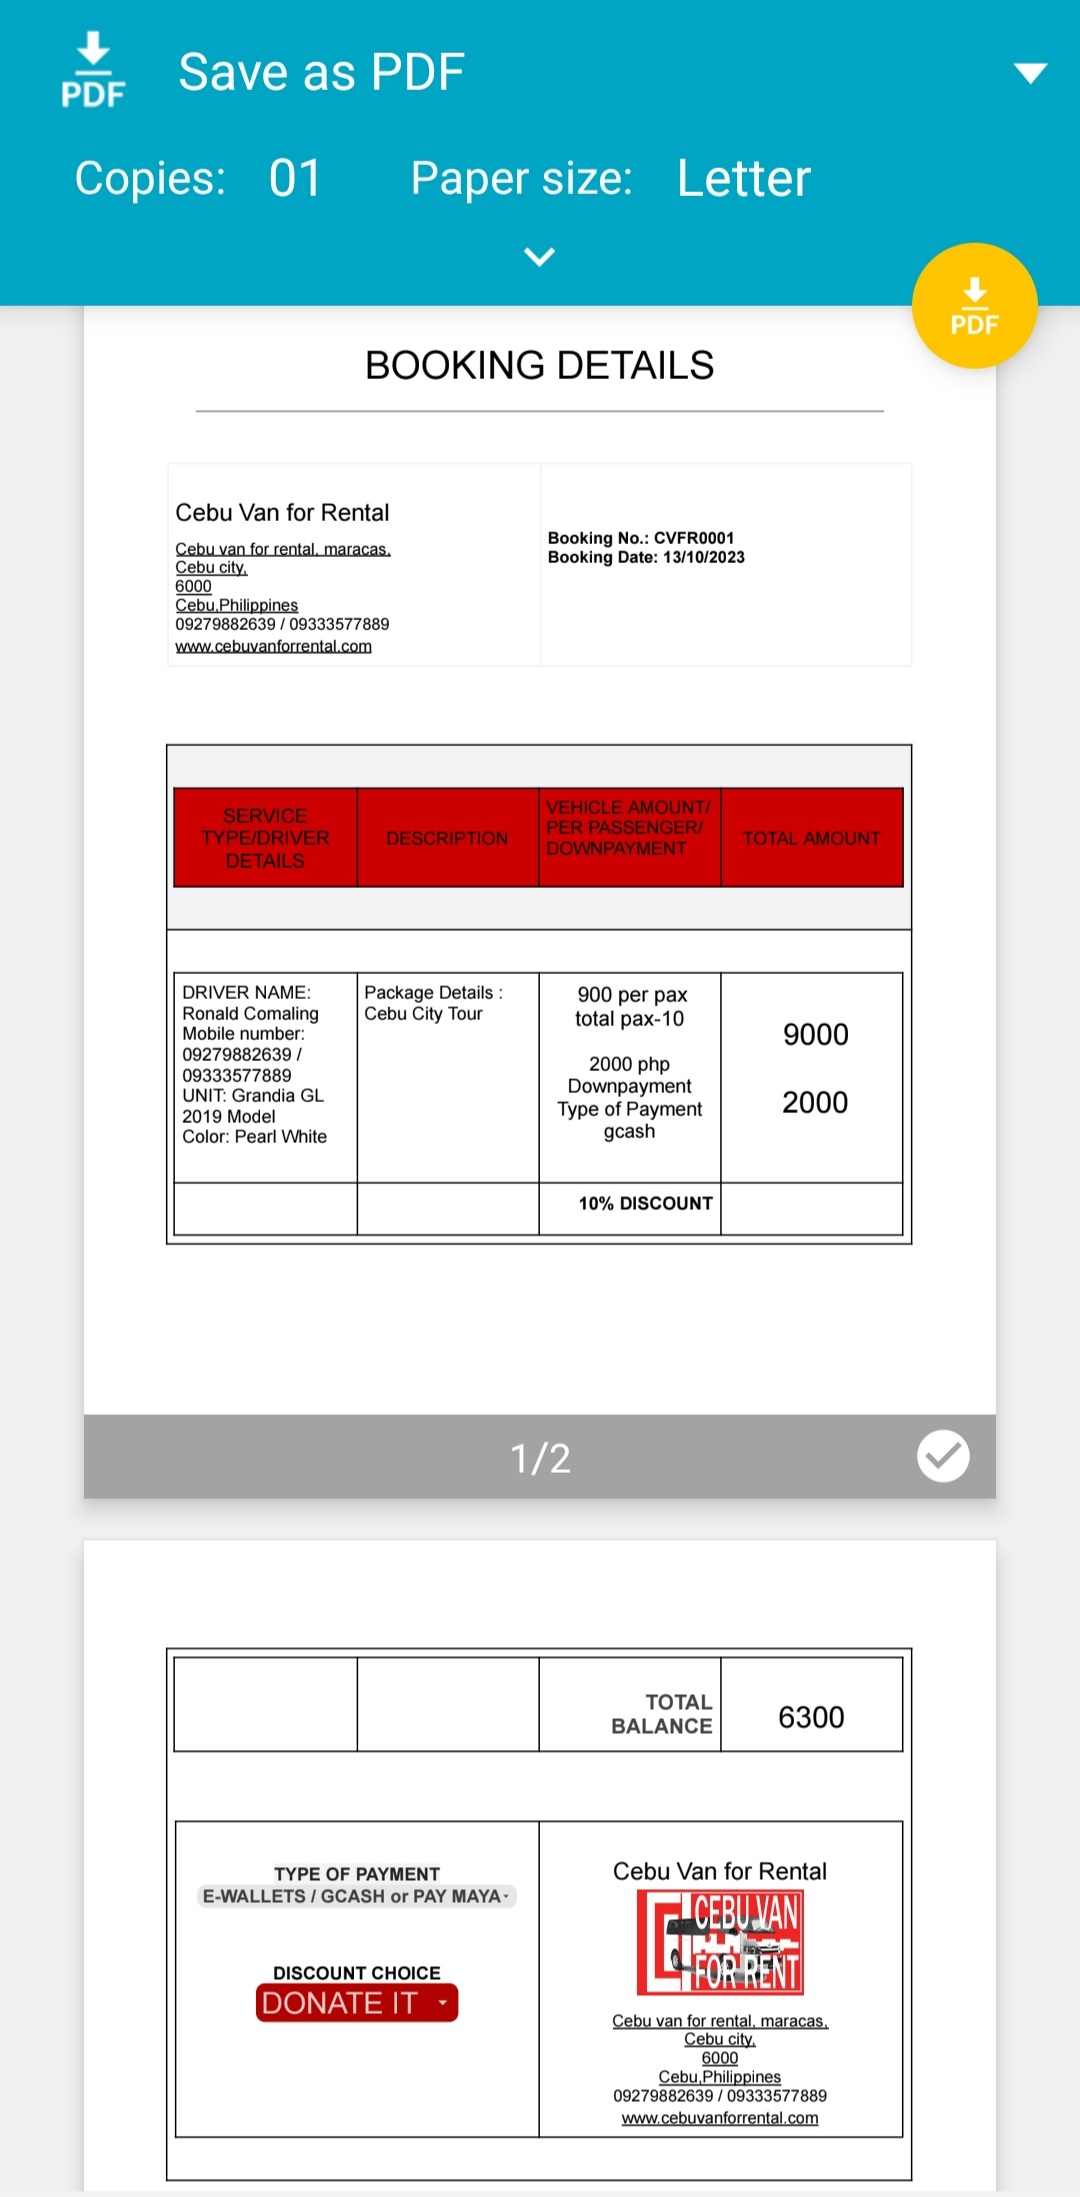 PDF
Save as PDF
Copies: 01 Paper size: Letter
PDF
BOOKING DETAILS
Cebu Van for Rental
Cebu van for rental, maracas,
Cebu city,
6000
Cebu,Philippines
09279882639 / 09333577889
www.cebuvanforrental.com
Booking No.: CVFR0001
Booking Date: 13/10/2023
SERVICE
TYPE/DRIVER
DETAILS
DESCRIPTION
VEHICLE AMOUNT/
PER PASSENGER/
DOWNPAYMENT
TOTAL AMOUNT
DRIVER NAME:
Ronald Comaling
Mobile number:
09279882639 /
09333577889
UNIT: Grandia GL
2019 Model
Color: Pearl White
Package Details :
Cebu City Tour
900 per pax
total pax-10
2000 php
Downpayment
Type of Payment
gcash
9000
2000
10% DISCOUNT
1/2
TOTAL
BALANCE
6300
TYPE OF PAYMENT
E-WALLETS / GCASH or PAY MAYA
DISCOUNT CHOICE
DONATE IT
Cebu Van for Rental
CEBU VAN
FOR RENT
Cebu van for rental, maracas,
Cebu city,
6000
Cebu,Philippines
09279882639 / 09333577889
www.cebuvanforrental.com